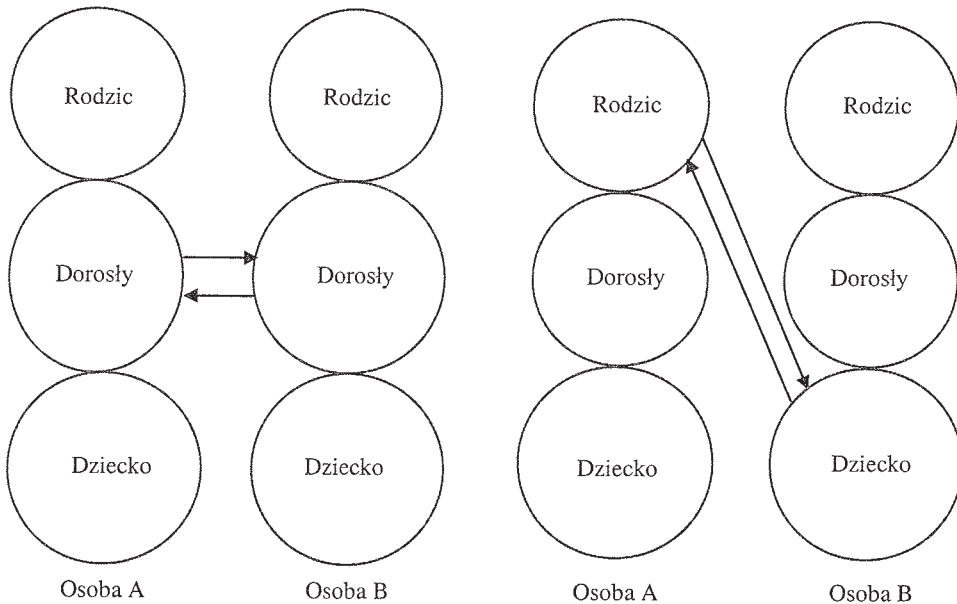 Rodzic Rodzic Rodzic Rodzic
Dorosły Dorosły Dorosły Dorosły
Dziecko Dziecko Dziecko Dziecko
Osoba A Osoba B Osoba A Osoba B